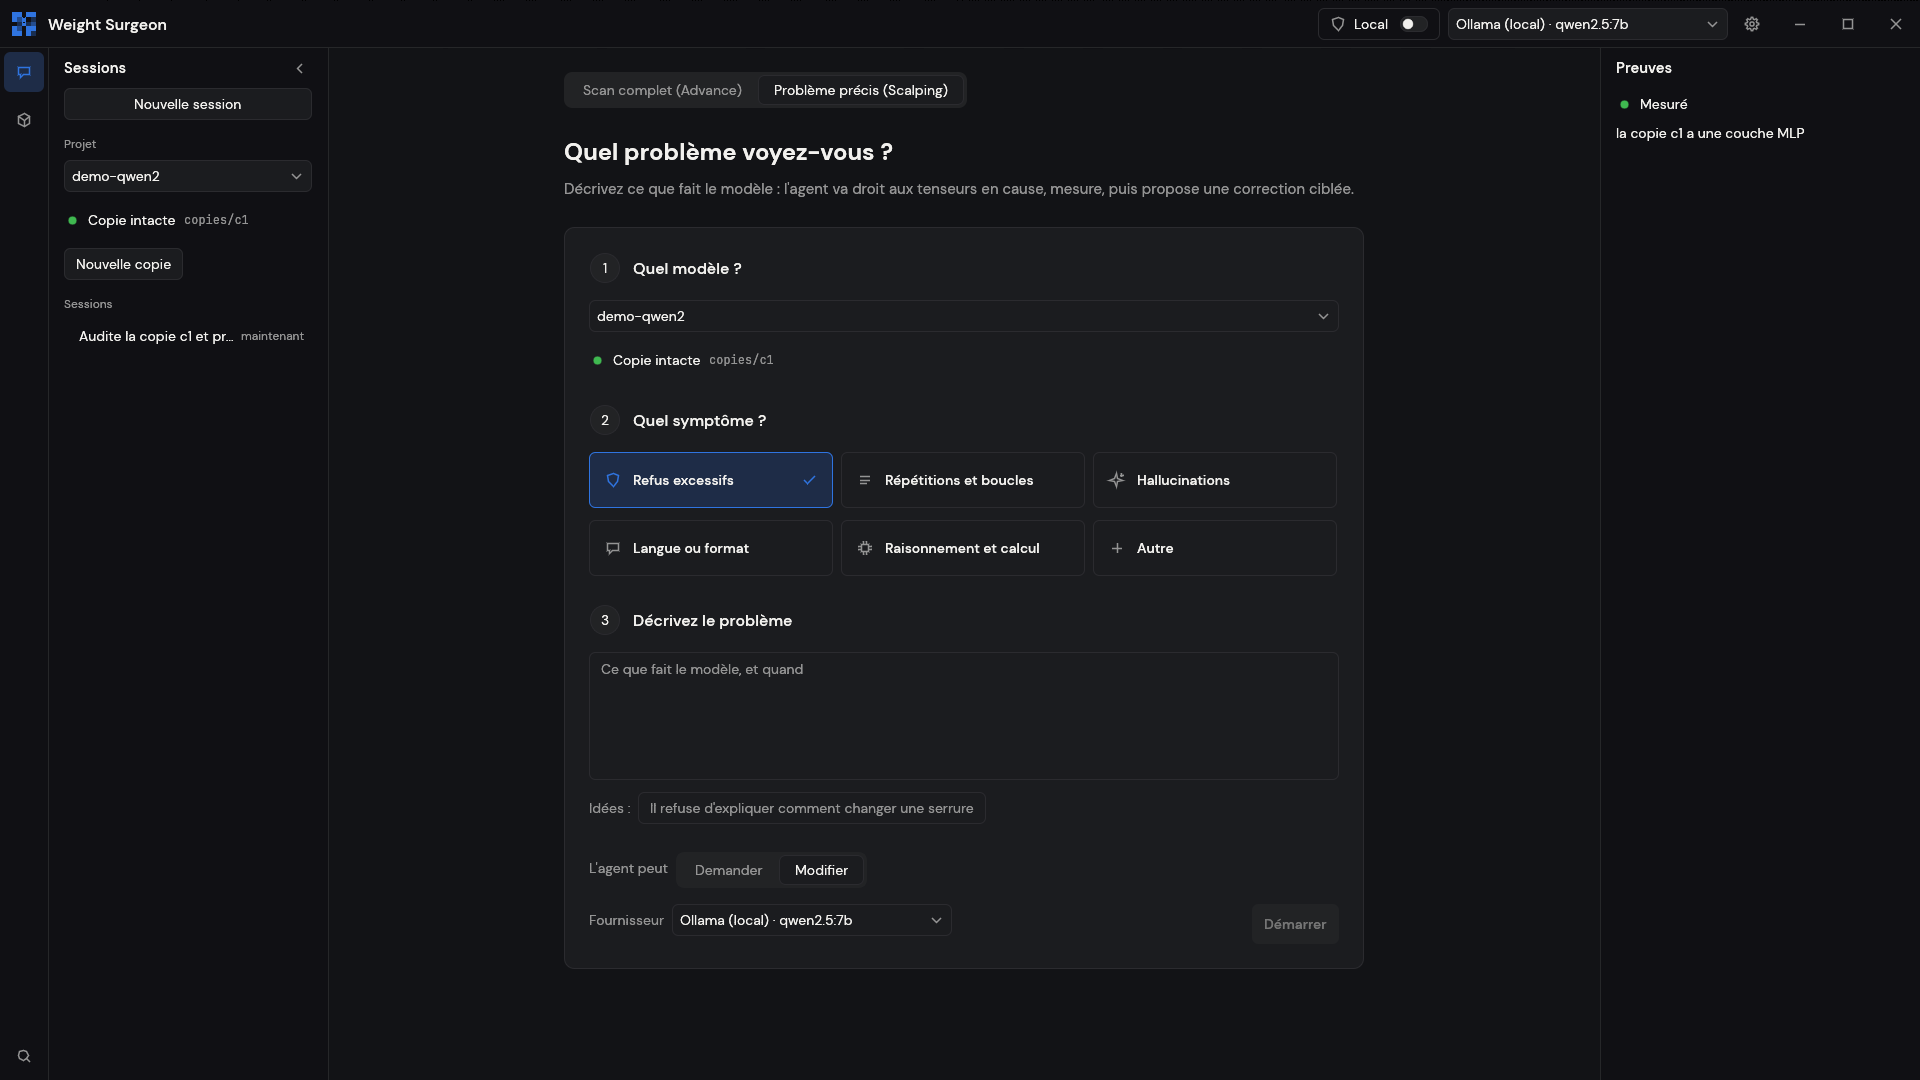 Weight Surgeon
Local
Ollama (local) · qwen2.5:7b
Sessions
Nouvelle session
Projet
demo-qwen2
Copie intacte copies/c1
Nouvelle copie
Sessions
Audite la copie c1 et pr... maintenant
Scan complet (Advance)
Problème précis (Scalping)
Quel problème voyez-vous ?
Décrivez ce que fait le modèle : l'agent va droit aux tenseurs en cause, mesure, puis propose une correction ciblée.
1 Quel modèle ?
demo-qwen2
Copie intacte copies/c1
2 Quel symptôme ?
Refus excessifs
Répétitions et boucles
Hallucinations
Langue ou format
Raisonnement et calcul
Autre
3 Décrivez le problème
Ce que fait le modèle, et quand
Idées : Il refuse d'expliquer comment changer une serrure
L'agent peut Demander Modifier
Fournisseur Ollama (local) · qwen2.5:7b
Démarrer
Preuves
Mesuré
la copie c1 a une couche MLP